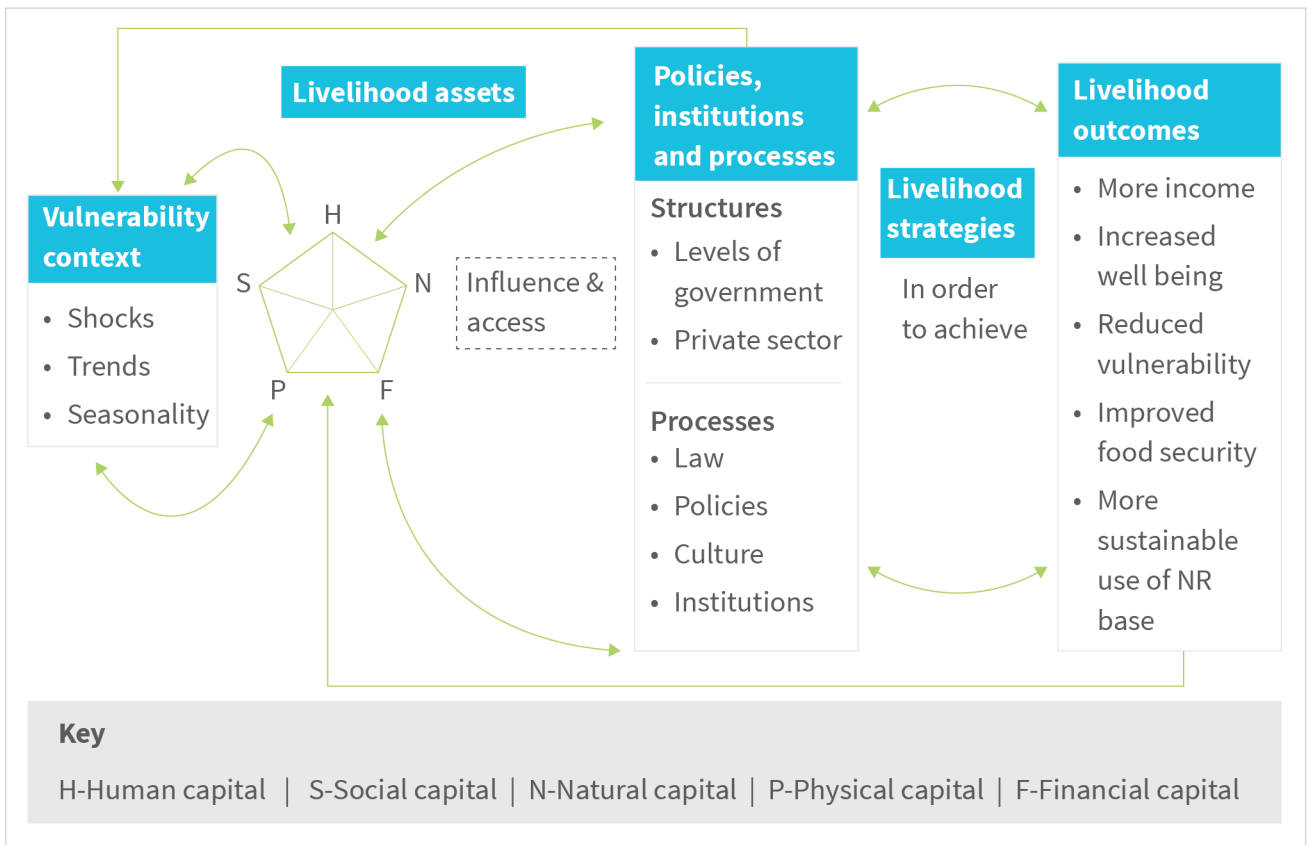 Livelihood assets
Vulnerability
context
• Shocks
• Trends
• Seasonality
H
S
N
P
F
Influence &
access
Policies,
institutions
and processes
Structures
• Levels of
government
• Private sector
Processes
• Law
• Policies
• Culture
• Institutions
Livelihood
strategies
In order
to achieve
Livelihood
outcomes
• More income
• Increased
well being
• Reduced
vulnerability
• Improved
food security
• More
sustainable
use of NR
base
Key
H-Human capital | S-Social capital | N-Natural capital | P-Physical capital | F-Financial capital